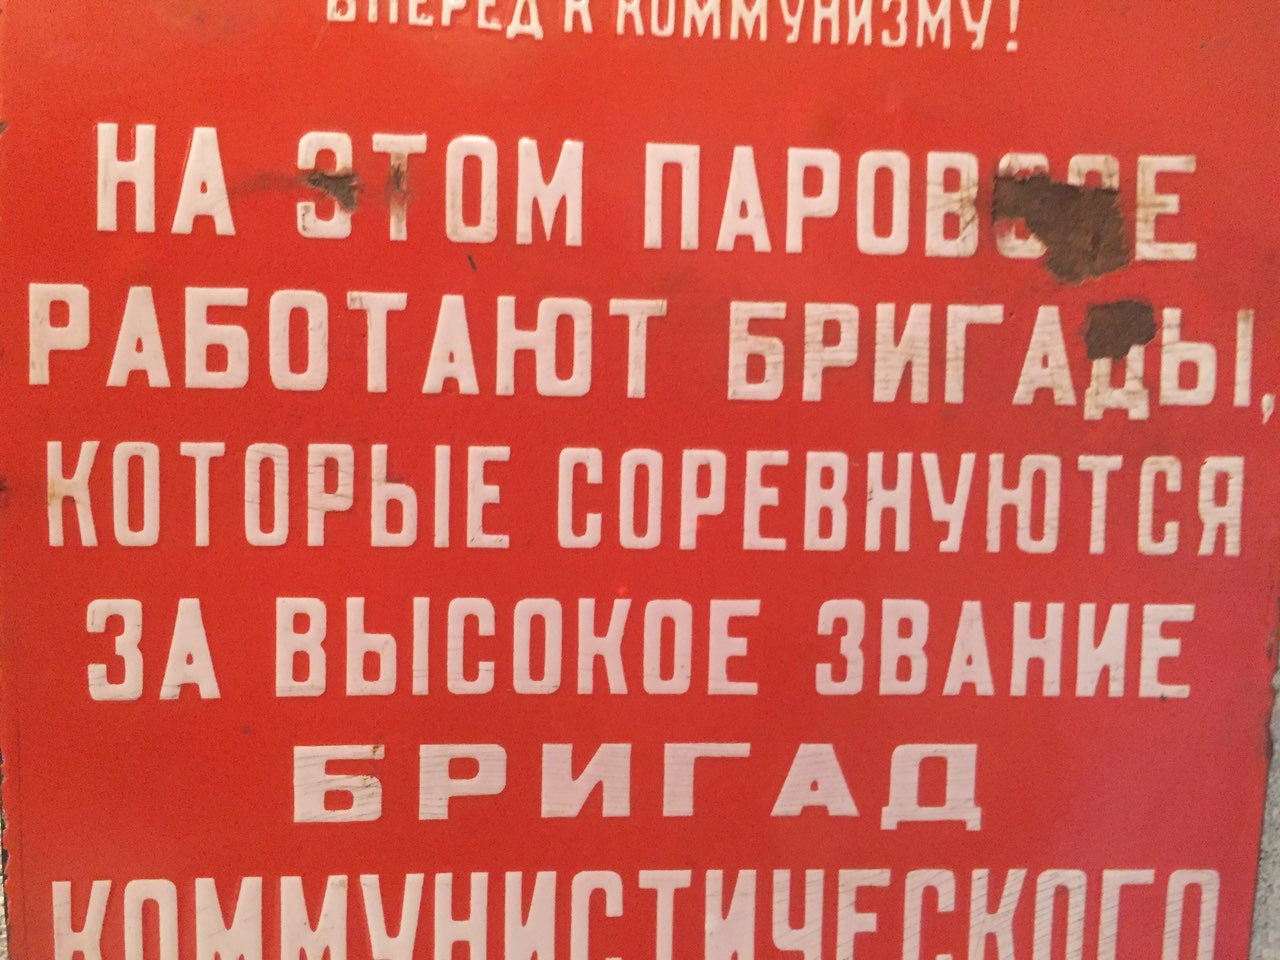 ВПЕРЕД К КОММУНИЗМУ!
НА ЭТОМ ПАРОВОЗЕ
РАБОТАЮТ БРИГАДЫ,
КОТОРЫЕ СОРЕВНУЮТСЯ
ЗА ВЫСОКОЕ ЗВАНИЕ
БРИГАД
КОММУНИСТИЧЕСКОГО